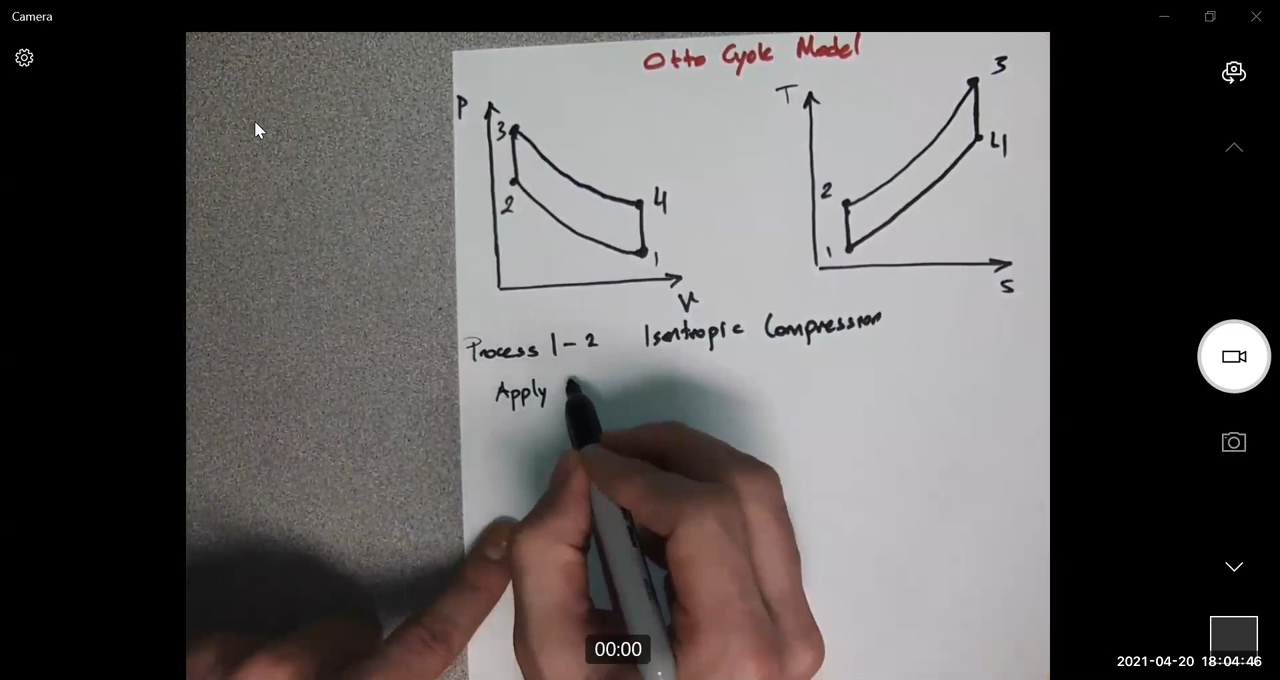 Camera
Otto Cycle Model
P
3
2
4
1
V
T
3
4
2
1
S
Process 1-2 Isentropic Compression
Apply
00:00
2021-04-20 18:04:46